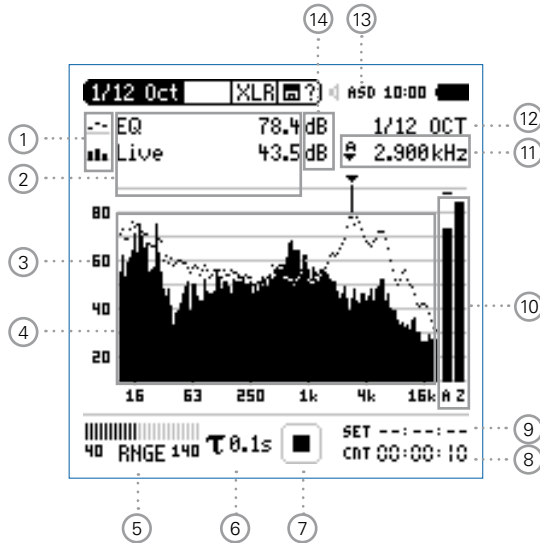 14
13
1/12 Oct XLR ?) ASD 10:00
1 EQ 78.4 dB 1/12 OCT 12
Live 43.5 dB A 2.900kHz 11
2
80
3 60
4 40
20
10
16 63 250 1k 4k 16k A Z
40 RNGE 140 τ 0.1s SET --:--:-- 9
CNT 00:00:10 8
5 6 7